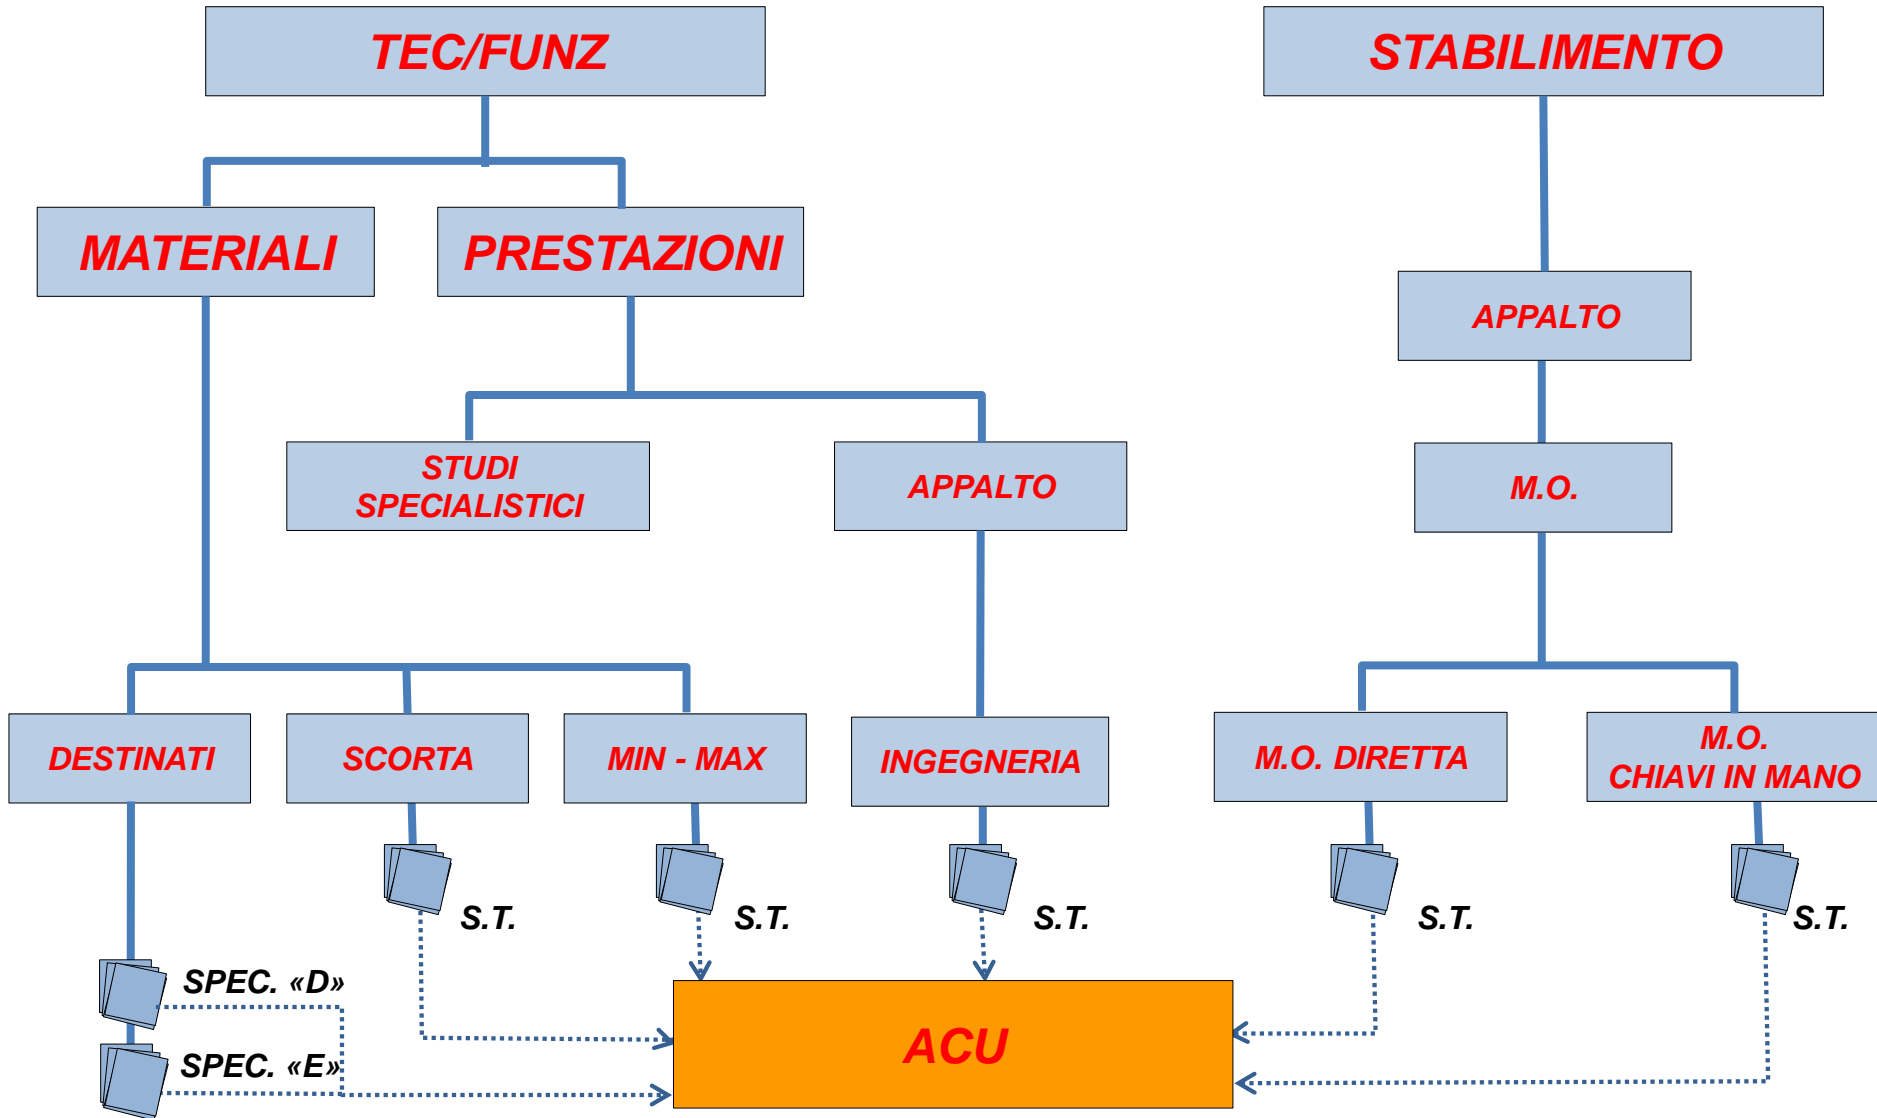 TEC/FUNZ
STABILIMENTO
MATERIALI
PRESTAZIONI
APPALTO
STUDI
SPECIALISTICI
APPALTO
M.O.
DESTINATI
SCORTA
MIN - MAX
INGEGNERIA
M.O. DIRETTA
M.O.
CHIAVI IN MANO
S.T.
S.T.
S.T.
S.T.
S.T.
SPEC. «D»
SPEC. «E»
ACU